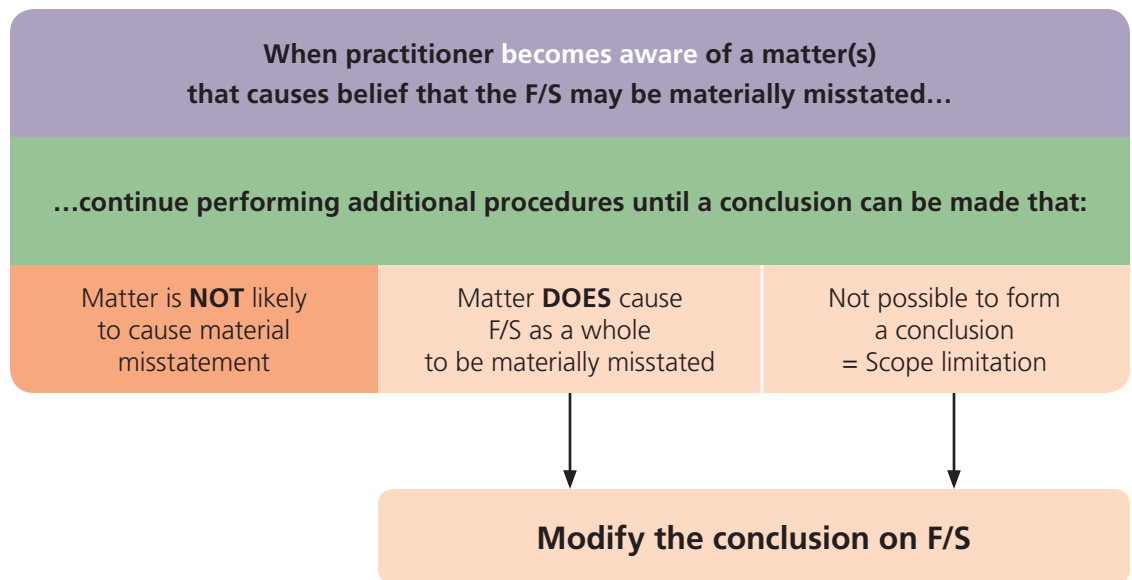 When practitioner becomes aware of a matter(s)
that causes belief that the F/S may be materially misstated...
...continue performing additional procedures until a conclusion can be made that:
Matter is NOT likely
to cause material
misstatement
Matter DOES cause
F/S as a whole
to be materially misstated
Not possible to form
a conclusion
= Scope limitation
Modify the conclusion on F/S